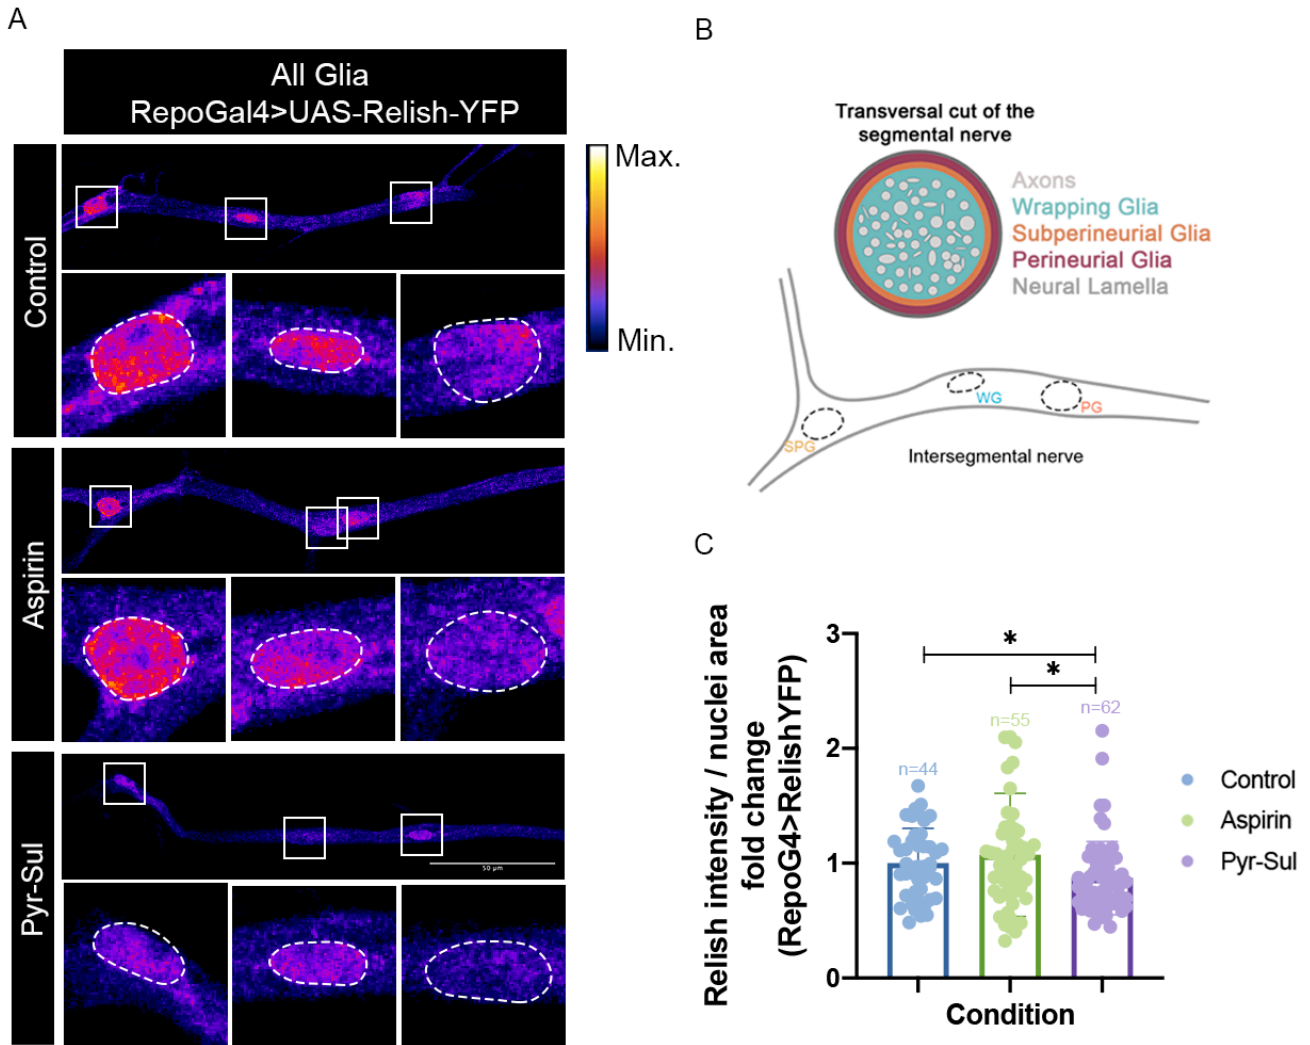 A
All Glia
RepoGal4>UAS-Relish-YFP
Control
Max.
Min.
Aspirin
Pyr-Sul
50 µm
B
Transversal cut of the
segmental nerve
Axons
Wrapping Glia
Subperineurial Glia
Perineurial Glia
Neural Lamella
WG
PG
SPG
Intersegmental nerve
C
Relish intensity / nuclei area
fold change
(RepoG4>RelishYFP)
3
2
1
0
*
*
n=44
n=55
n=62
Condition
Control
Aspirin
Pyr-Sul